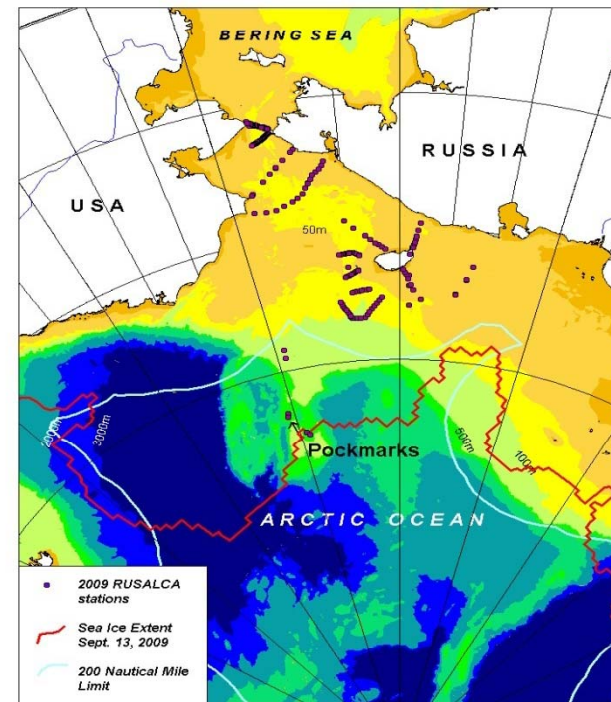 BERING SEA
RUSSIA
USA
50m
2000m
3000m
500m
100m
Pockmarks
ARCTIC OCEAN
2009 RUSALCA
stations
Sea Ice Extent
Sept. 13, 2009
200 Nautical Mile
Limit